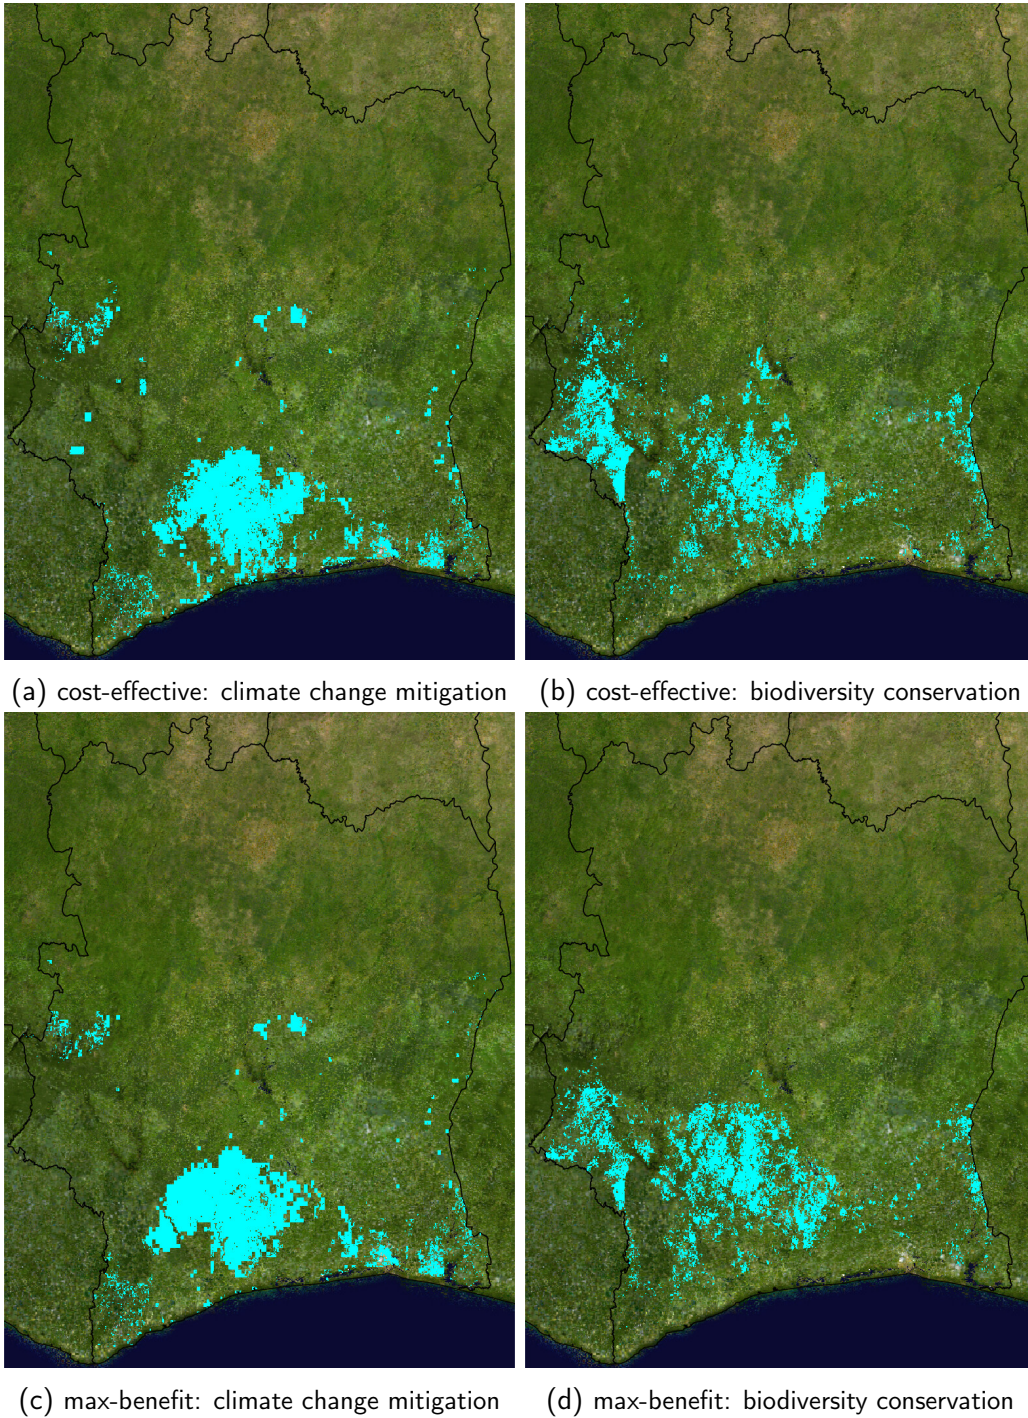 (a) cost-effective: climate change mitigation
(b) cost-effective: biodiversity conservation
(c) max-benefit: climate change mitigation
(d) max-benefit: biodiversity conservation